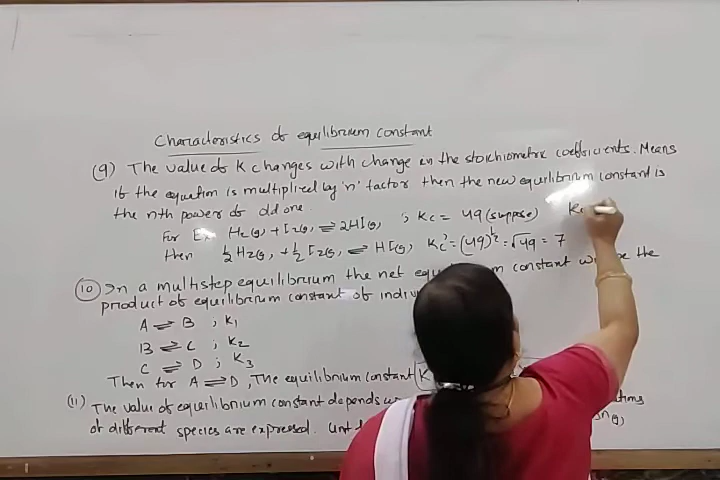 Characteristics of equilibrium constant
(9) The value of K changes with change in the stoichiometric coefficients. Means
if the equation is multiplied by 'n' factor then the new equilibrium constant is
the nth power of old one.
For Ex. H2(g) + I2(g) ⇌ 2HI(g) ; Kc = 49 (suppose) Kc
Then ½ H2(g) + ½ I2(g) ⇌ HI(g) Kc' = (49)^½ = √49 = 7
(10) In a multistep equilibrium the net constant will be the
product of equilibrium constant of
A ⇌ B ; K1
B ⇌ C ; K2
C ⇌ D ; K3
Then for A ⇌ D, The equilibrium constant (K
(11) The value of equilibrium constant depends
of different species are expressed. Unit